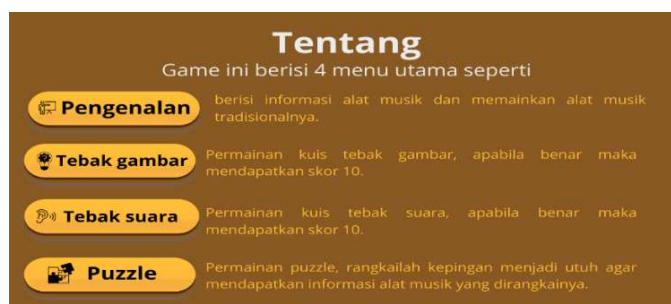 Tentang
Game ini berisi 4 menu utama seperti
Pengenalan
berisi informasi alat musik dan memainkan alat musik
tradisionalnya.
Tebak gambar
Permainan kuis tebak gambar, apabila benar maka
mendapatkan skor 10.
Tebak suara
Permainan kuis tebak suara, apabila benar maka
mendapatkan skor 10.
Puzzle
Permainan puzzle, rangkailah kepingan menjadi utuh agar
mendapatkan informasi alat musik yang dirangkainya.